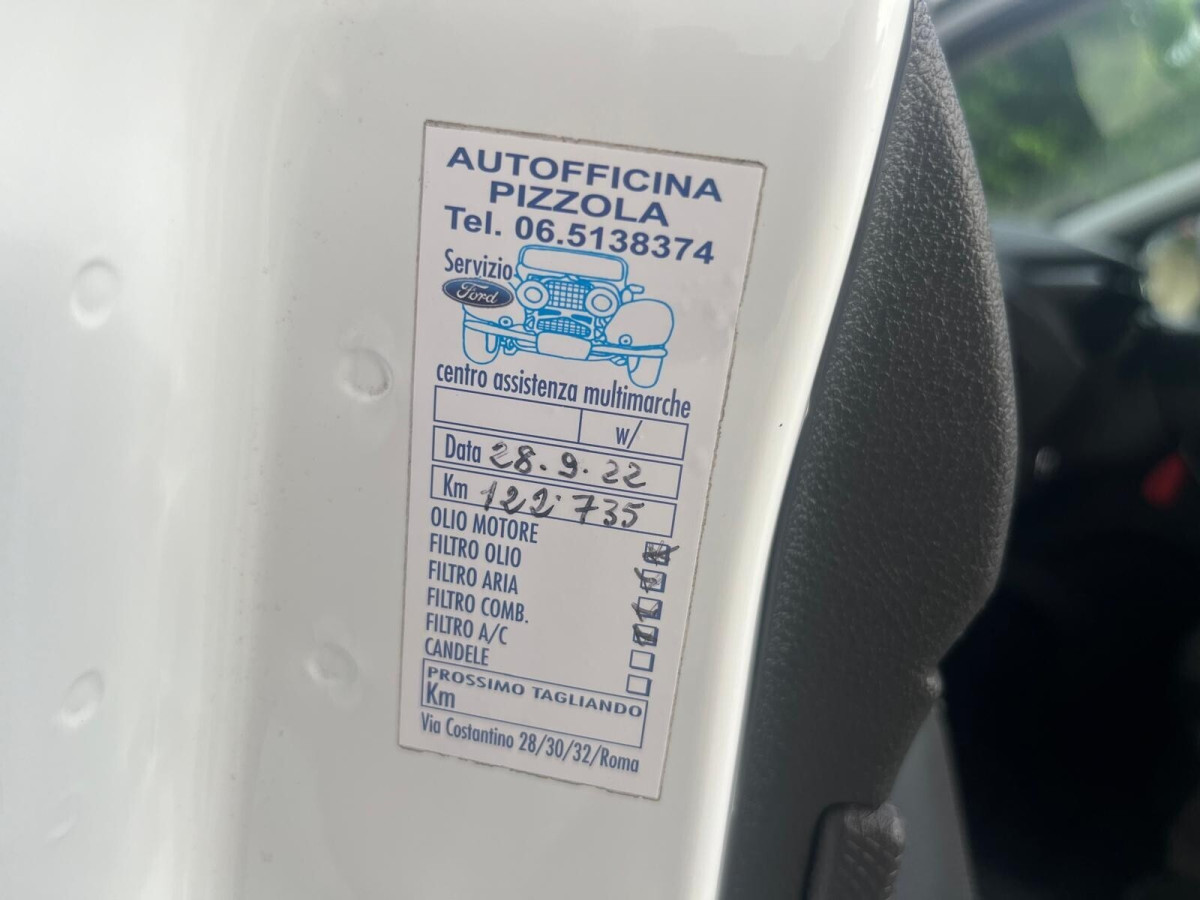 AUTOFFICINA
PIZZOLA
Tel. 06.5138374
Servizio
Ford
centro assistenza multimarche
w/
Data 28.9.22
Km 122.735
OLIO MOTORE
FILTRO OLIO
FILTRO ARIA
FILTRO COMB.
FILTRO A/C
CANDELE
PROSSIMO TAGLIANDO
Km
Via Costantino 28/30/32/Roma